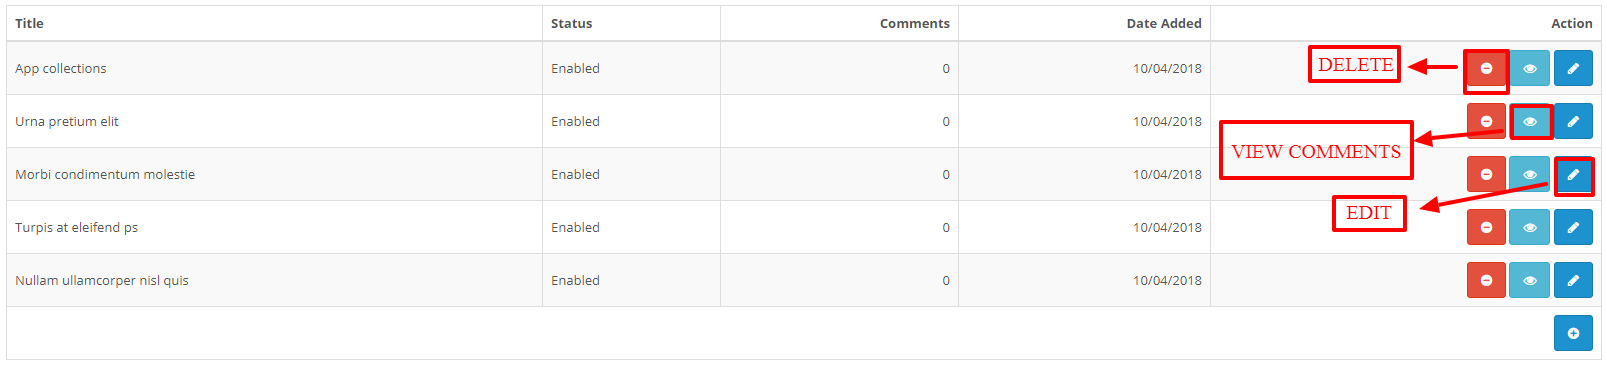 Title Status Comments Date Added Action
App collections Enabled 0 10/04/2018 DELETE
Urna pretium elit Enabled 0 10/04/2018
VIEW COMMENTS
Morbi condimentum molestie Enabled 0 10/04/2018
EDIT
Turpis at eleifend ps Enabled 0 10/04/2018
Nullam ullamcorper nisl quis Enabled 0 10/04/2018